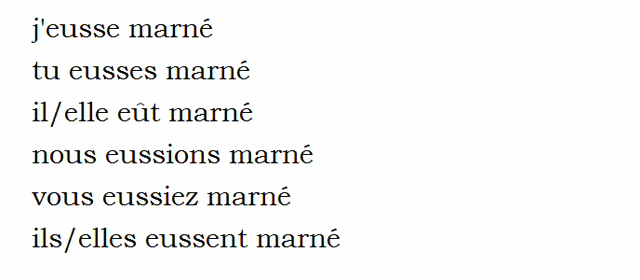 j'eusse marné
tu eusses marné
il/elle eût marné
nous eussions marné
vous eussiez marné
ils/elles eussent marné